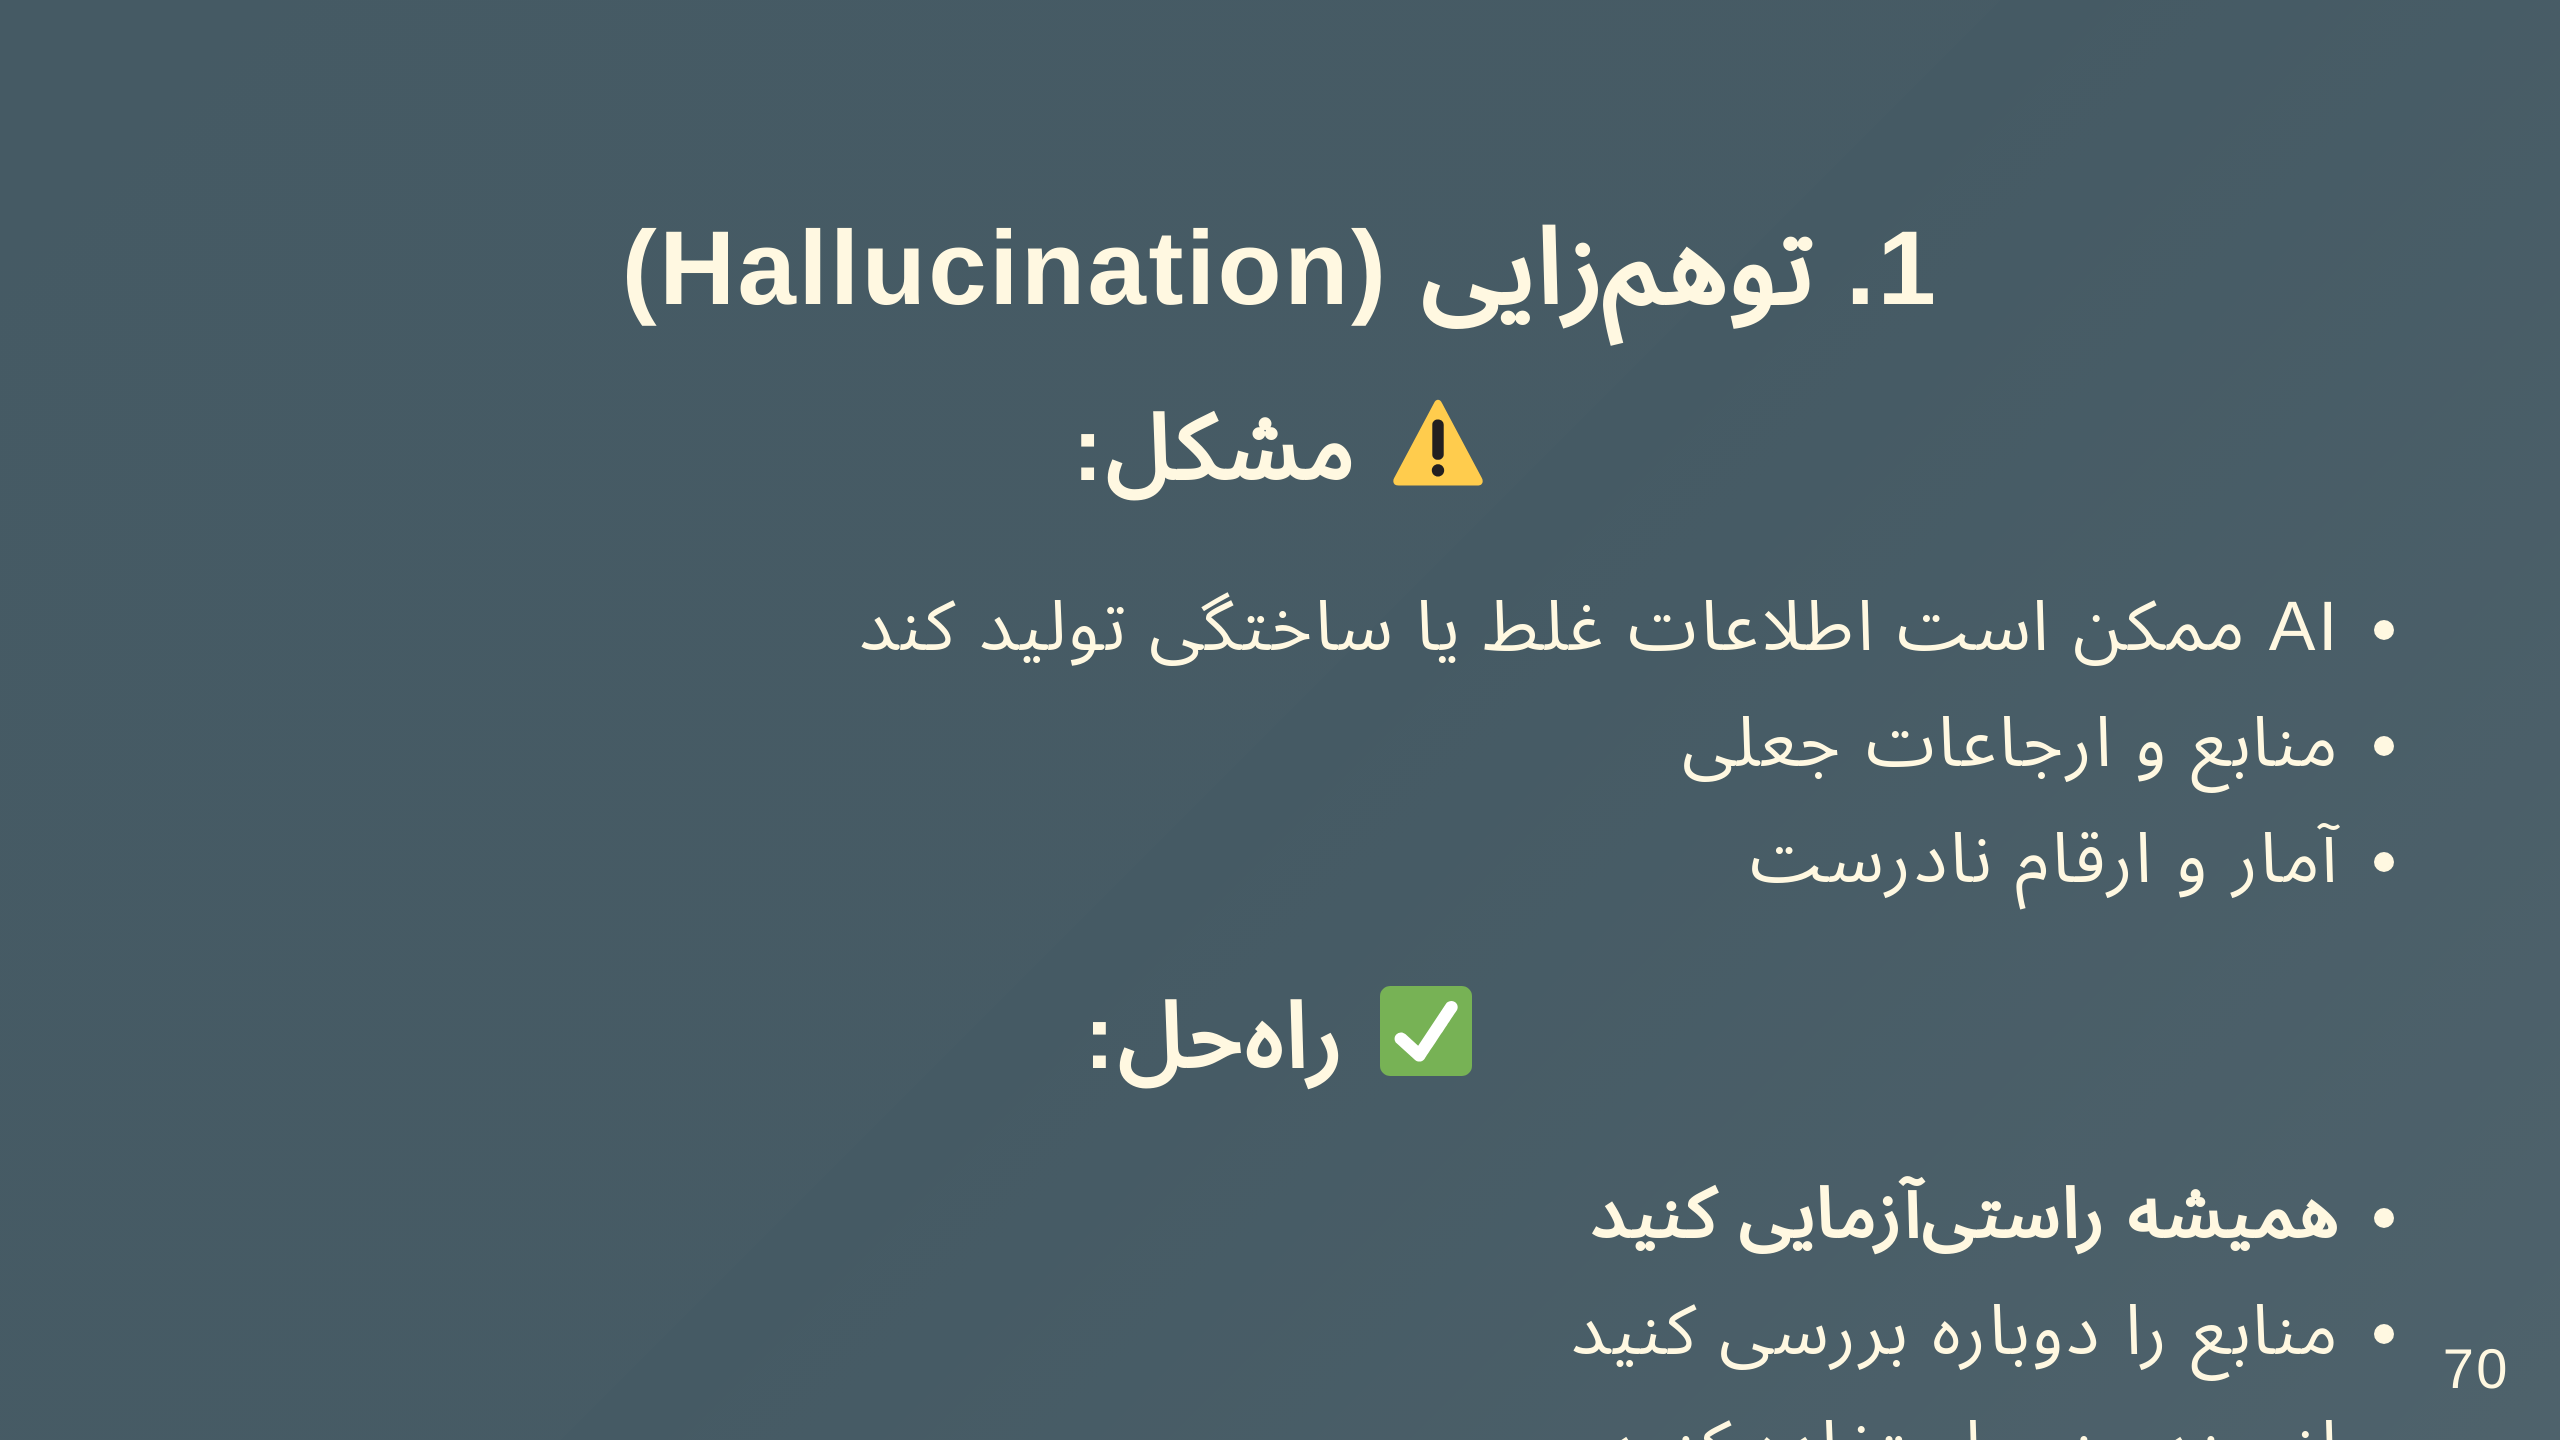 1. توهم‌زایی (Hallucination)
⚠️ مشکل:
• AI ممکن است اطلاعات غلط یا ساختگی تولید کند
• منابع و ارجاعات جعلی
• آمار و ارقام نادرست
✅ راه‌حل:
• همیشه راستی‌آزمایی کنید
• منابع را دوباره بررسی کنید
70